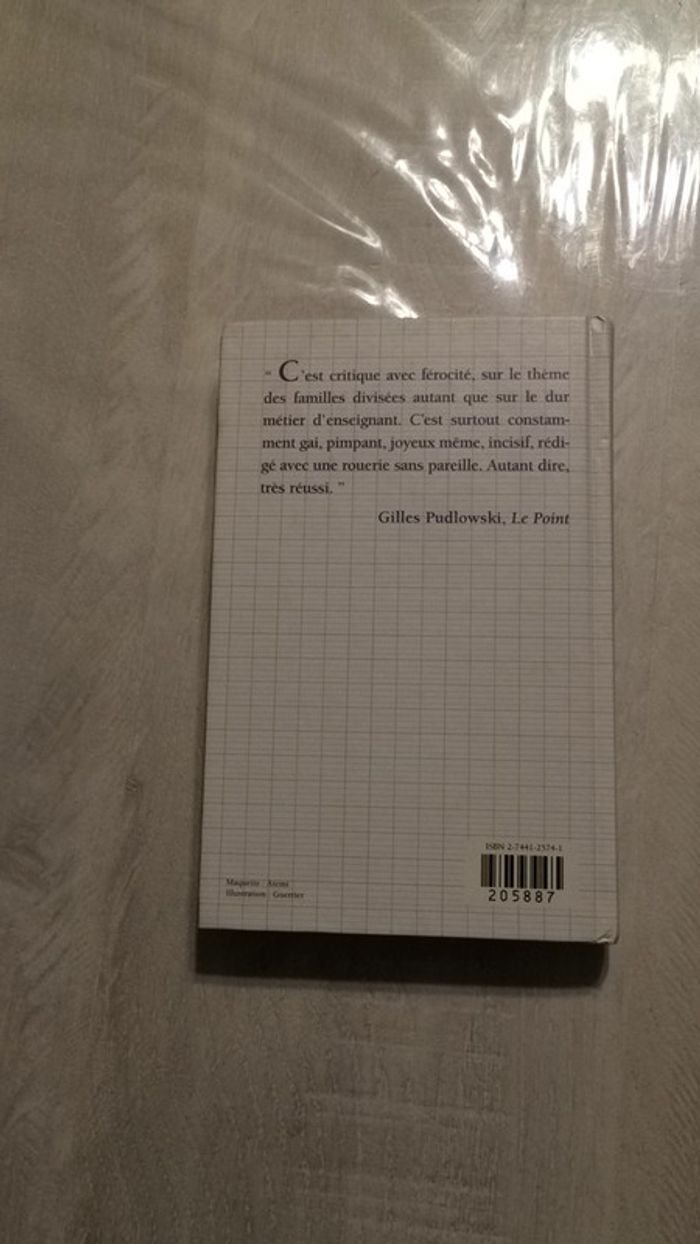 “ C'est critique avec férocité, sur le thème
des familles divisées autant que sur le dur
métier d'enseignant. C'est surtout constam-
ment gai, pimpant, joyeux même, incisif, rédi-
gé avec une rouerie sans pareille. Autant dire,
très réussi. ”
Gilles Pudlowski, Le Point
ISBN 2-7441-2574-1
205887
Maquette : Atemi
Illustration : Guerrier